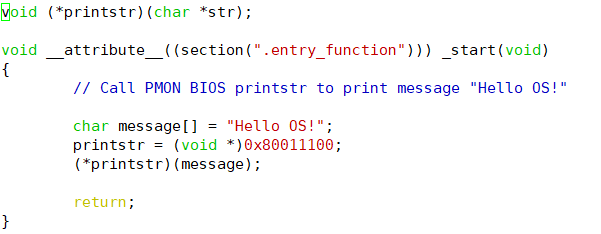 void (*printstr)(char *str);
void __attribute__((section(".entry_function"))) _start(void)
{
// Call PMON BIOS printstr to print message "Hello OS!"
char message[] = "Hello OS!";
printstr = (void *)0x80011100;
(*printstr)(message);
return;
}